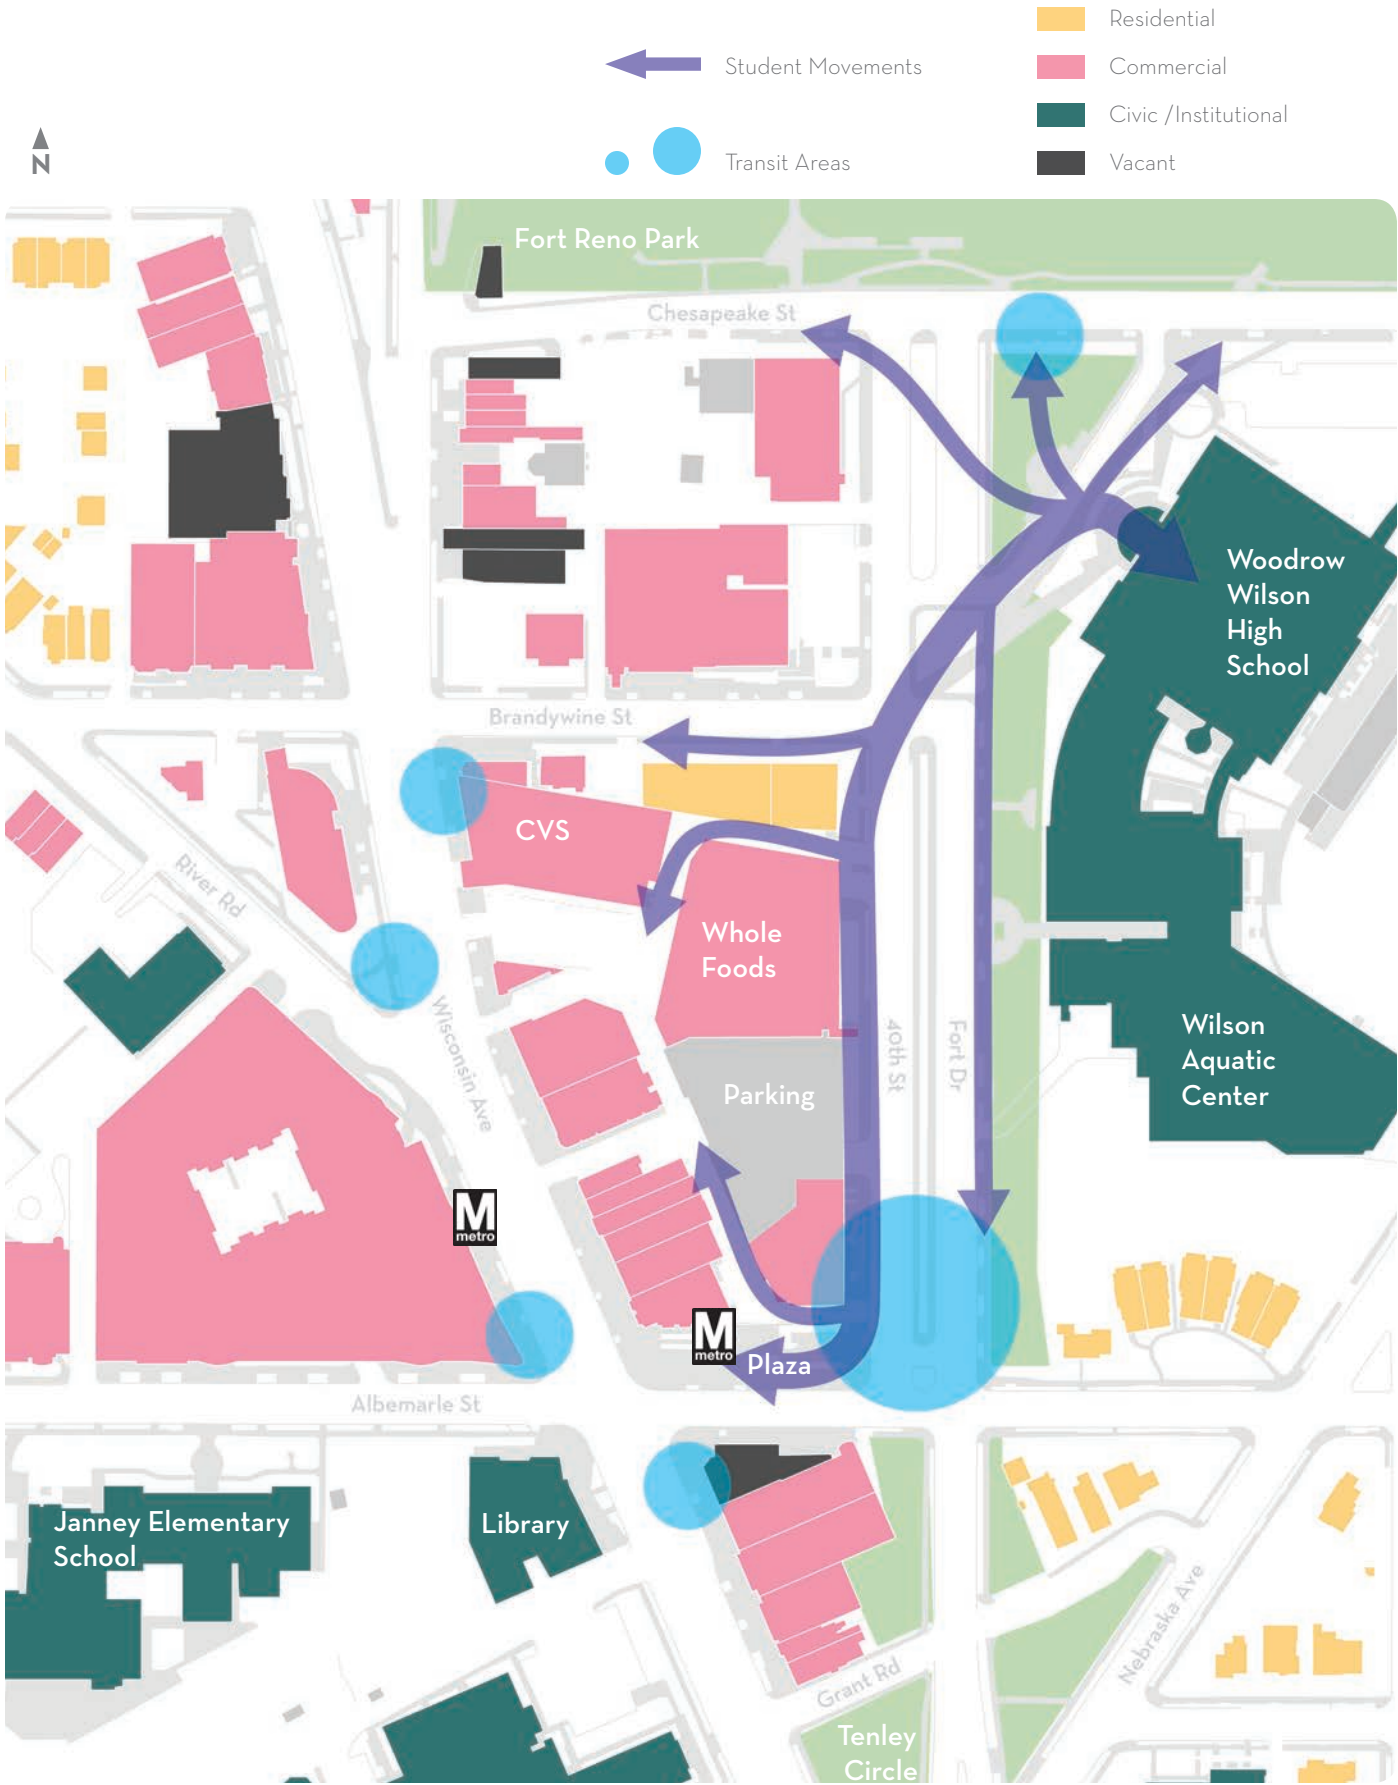 Residential
Student Movements
Commercial
Civic /Institutional
Transit Areas
Vacant
N
Fort Reno Park
Chesapeake St
Woodrow
Wilson
High
School
Brandywine St
CVS
River Rd
Whole
Foods
Wisconsin Ave
40th St
Fort Dr
Wilson
Aquatic
Center
Parking
M
metro
M
metro
Plaza
Albemarle St
Janney Elementary
School
Library
Nebraska Ave
Grant Rd
Tenley
Circle